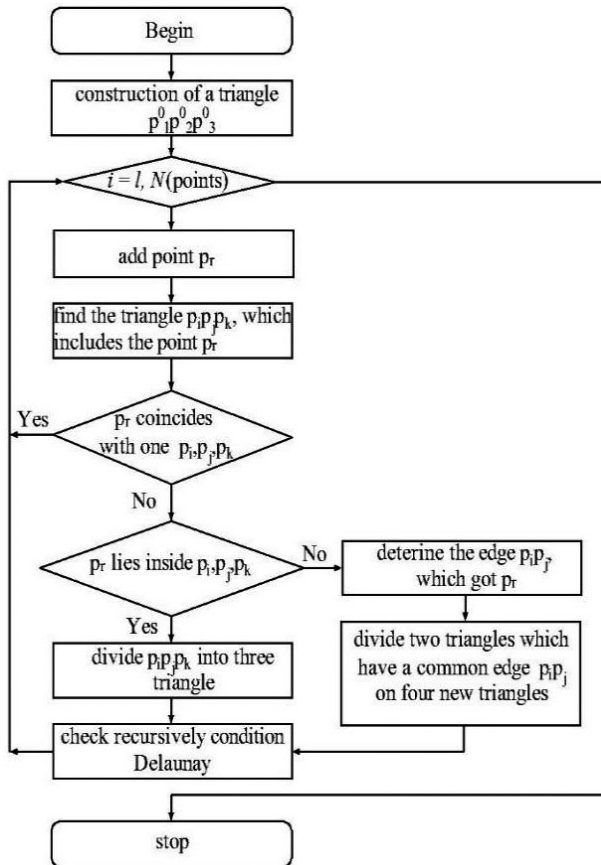 Begin
construction of a triangle
p⁰₁p⁰₂p⁰₃
i = l, N(points)
add point pᵣ
find the triangle pᵢpⱼpₖ, which
includes the point pᵣ
Yes
pᵣ coincides
with one pᵢ,pⱼ,pₖ
No
pᵣ lies inside pᵢ,pⱼ,pₖ
No
deterine the edge pᵢpⱼ,
which got pᵣ
Yes
divide pᵢpⱼpₖ into three
triangle
divide two triangles which
have a common edge pᵢpⱼ
on four new triangles
check recursively condition
Delaunay
stop